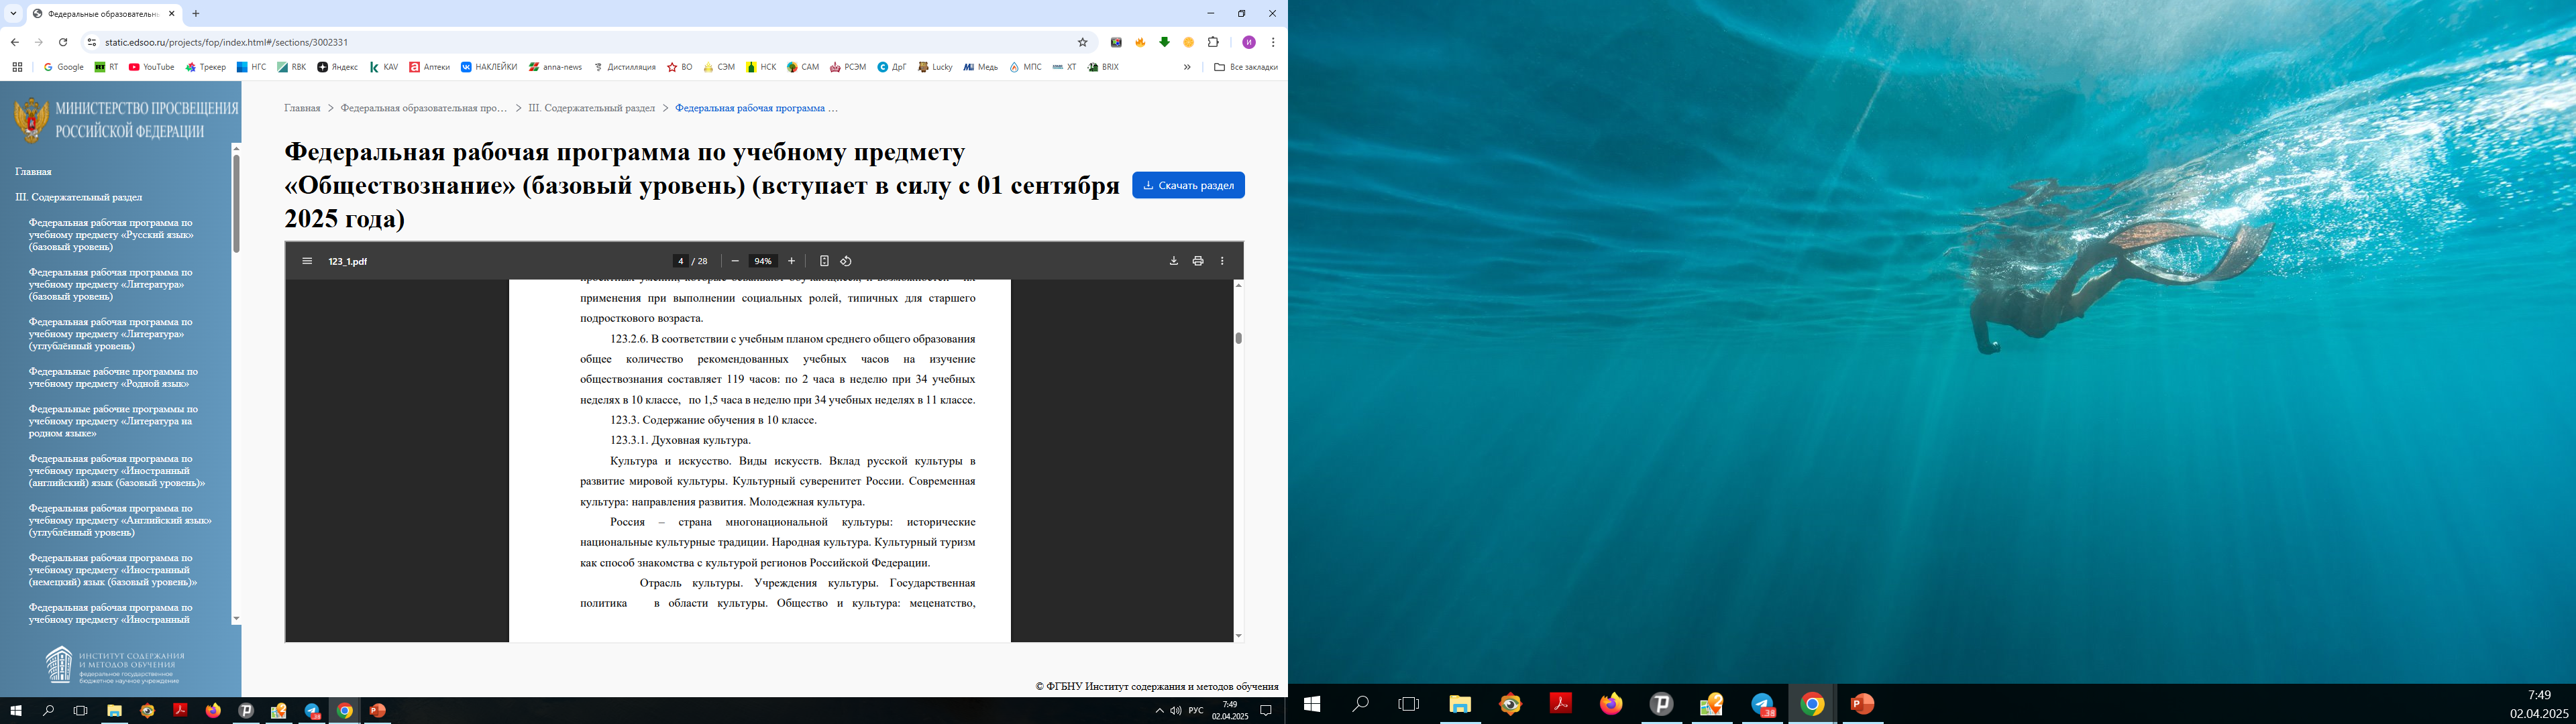 Федеральные образовательн
static.edsoo.ru/projects/fop/index.html#/sections/3002331
Google RT YouTube Трекер НГС RBK Яндекс KAV Аптеки НАКЛЕЙКИ anna-news Дистилляция ВО СЭМ НСК САМ РСЭМ ДрГ Lucky Медь МПС ХТ BRIX » Все закладки
МИНИСТЕРСТВО ПРОСВЕЩЕНИЯ
РОССИЙСКОЙ ФЕДЕРАЦИИ
Главная
III. Содержательный раздел
Федеральная рабочая программа по
учебному предмету «Русский язык»
(базовый уровень)
Федеральная рабочая программа по
учебному предмету «Литература»
(базовый уровень)
Федеральная рабочая программа по
учебному предмету «Литература»
(углублённый уровень)
Федеральные рабочие программы по
учебному предмету «Родной язык»
Федеральные рабочие программы по
учебному предмету «Литература на
родном языке»
Федеральная рабочая программа по
учебному предмету «Иностранный
(английский) язык (базовый уровень)»
Федеральная рабочая программа по
учебному предмету «Английский язык»
(углублённый уровень)
Федеральная рабочая программа по
учебному предмету «Иностранный
(немецкий) язык (базовый уровень)»
Федеральная рабочая программа по
учебному предмету «Иностранный
ИНСТИТУТ СОДЕРЖАНИЯ
И МЕТОДОВ ОБУЧЕНИЯ
федеральное государственное
бюджетное научное учреждение
Главная > Федеральная образовательная про... > III. Содержательный раздел > Федеральная рабочая программа ...
Федеральная рабочая программа по учебному предмету
«Обществознание» (базовый уровень) (вступает в силу с 01 сентября
2025 года)
Скачать раздел
123_1.pdf
4 / 28
94%
применения при выполнении социальных ролей, типичных для старшего
подросткового возраста.
123.2.6. В соответствии с учебным планом среднего общего образования
общее количество рекомендованных учебных часов на изучение
обществознания составляет 119 часов: по 2 часа в неделю при 34 учебных
неделях в 10 классе, по 1,5 часа в неделю при 34 учебных неделях в 11 классе.
123.3. Содержание обучения в 10 классе.
123.3.1. Духовная культура.
Культура и искусство. Виды искусств. Вклад русской культуры в
развитие мировой культуры. Культурный суверенитет России. Современная
культура: направления развития. Молодежная культура.
Россия – страна многонациональной культуры: исторические
национальные культурные традиции. Народная культура. Культурный туризм
как способ знакомства с культурой регионов Российской Федерации.
Отрасль культуры. Учреждения культуры. Государственная
политика в области культуры. Общество и культура: меценатство,
© ФГБНУ Институт содержания и методов обучения
РУС
7:49
02.04.2025
38
7:49
02.04.2025